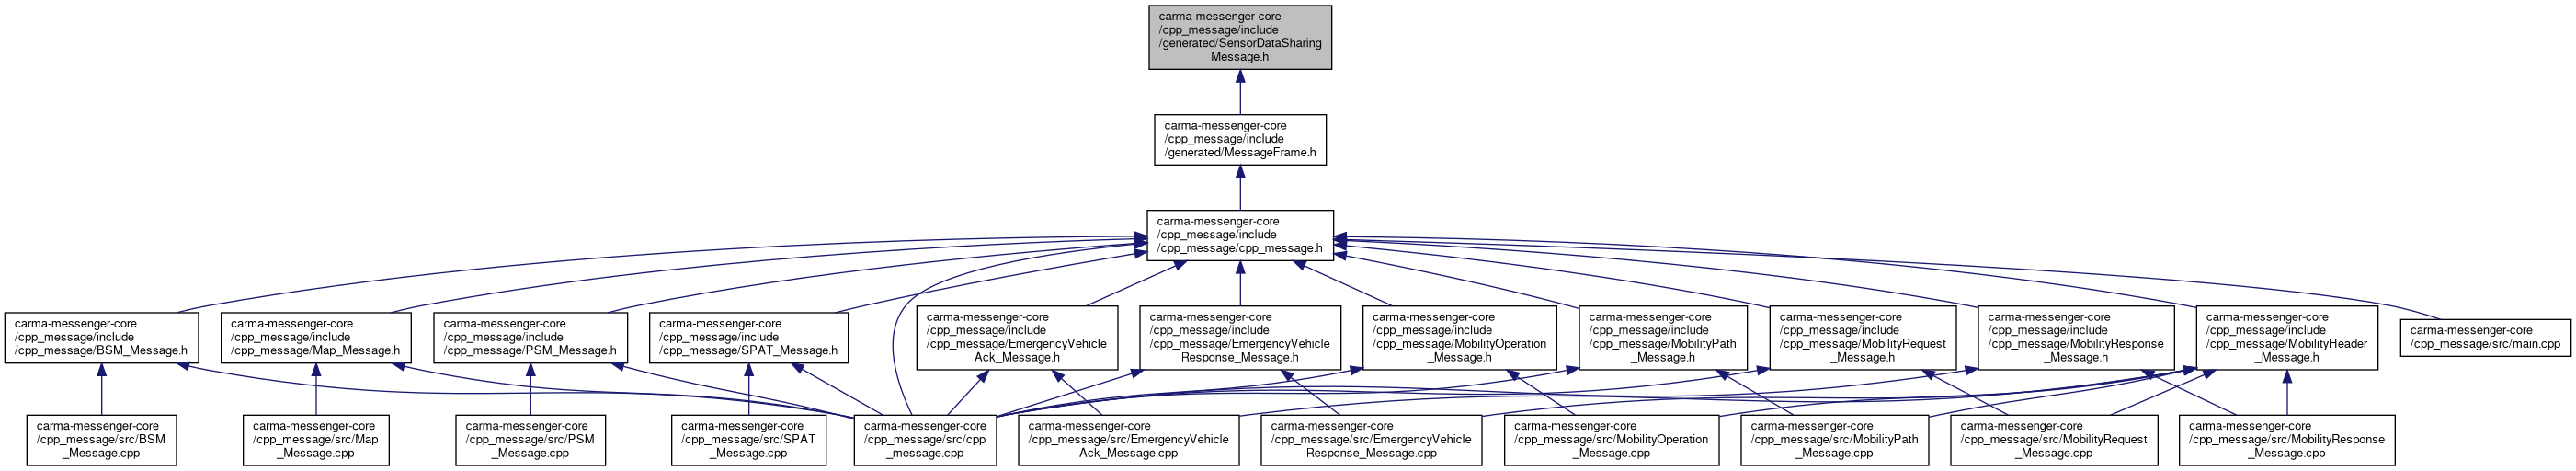 carma-messenger-core
/cpp_message/include
/generated/SensorDataSharing
Message.h
carma-messenger-core
/cpp_message/include
/generated/MessageFrame.h
carma-messenger-core
/cpp_message/include
/cpp_message/cpp_message.h
carma-messenger-core
/cpp_message/include
/cpp_message/BSM_Message.h
carma-messenger-core
/cpp_message/include
/cpp_message/Map_Message.h
carma-messenger-core
/cpp_message/include
/cpp_message/PSM_Message.h
carma-messenger-core
/cpp_message/include
/cpp_message/SPAT_Message.h
carma-messenger-core
/cpp_message/include
/cpp_message/EmergencyVehicle
Ack_Message.h
carma-messenger-core
/cpp_message/include
/cpp_message/EmergencyVehicle
Response_Message.h
carma-messenger-core
/cpp_message/include
/cpp_message/MobilityOperation
_Message.h
carma-messenger-core
/cpp_message/include
/cpp_message/MobilityPath
_Message.h
carma-messenger-core
/cpp_message/include
/cpp_message/MobilityRequest
_Message.h
carma-messenger-core
/cpp_message/include
/cpp_message/MobilityResponse
_Message.h
carma-messenger-core
/cpp_message/include
/cpp_message/MobilityHeader
_Message.h
carma-messenger-core
/cpp_message/src/main.cpp
carma-messenger-core
/cpp_message/src/BSM
_Message.cpp
carma-messenger-core
/cpp_message/src/Map
_Message.cpp
carma-messenger-core
/cpp_message/src/PSM
_Message.cpp
carma-messenger-core
/cpp_message/src/SPAT
_Message.cpp
carma-messenger-core
/cpp_message/src/cpp
_message.cpp
carma-messenger-core
/cpp_message/src/EmergencyVehicle
Ack_Message.cpp
carma-messenger-core
/cpp_message/src/EmergencyVehicle
Response_Message.cpp
carma-messenger-core
/cpp_message/src/MobilityOperation
_Message.cpp
carma-messenger-core
/cpp_message/src/MobilityPath
_Message.cpp
carma-messenger-core
/cpp_message/src/MobilityRequest
_Message.cpp
carma-messenger-core
/cpp_message/src/MobilityResponse
_Message.cpp